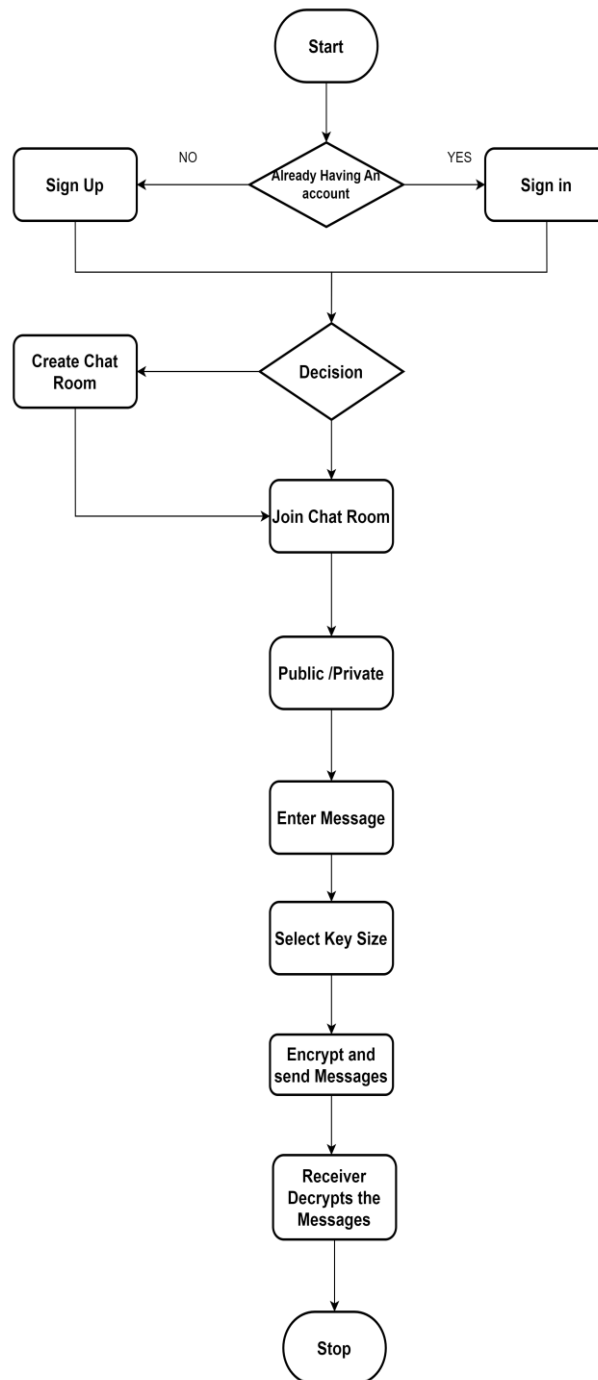 Start
NO
YES
Sign Up
Already Having An
account
Sign in
Create Chat
Room
Decision
Join Chat Room
Public /Private
Enter Message
Select Key Size
Encrypt and
send Messages
Receiver
Decrypts the
Messages
Stop